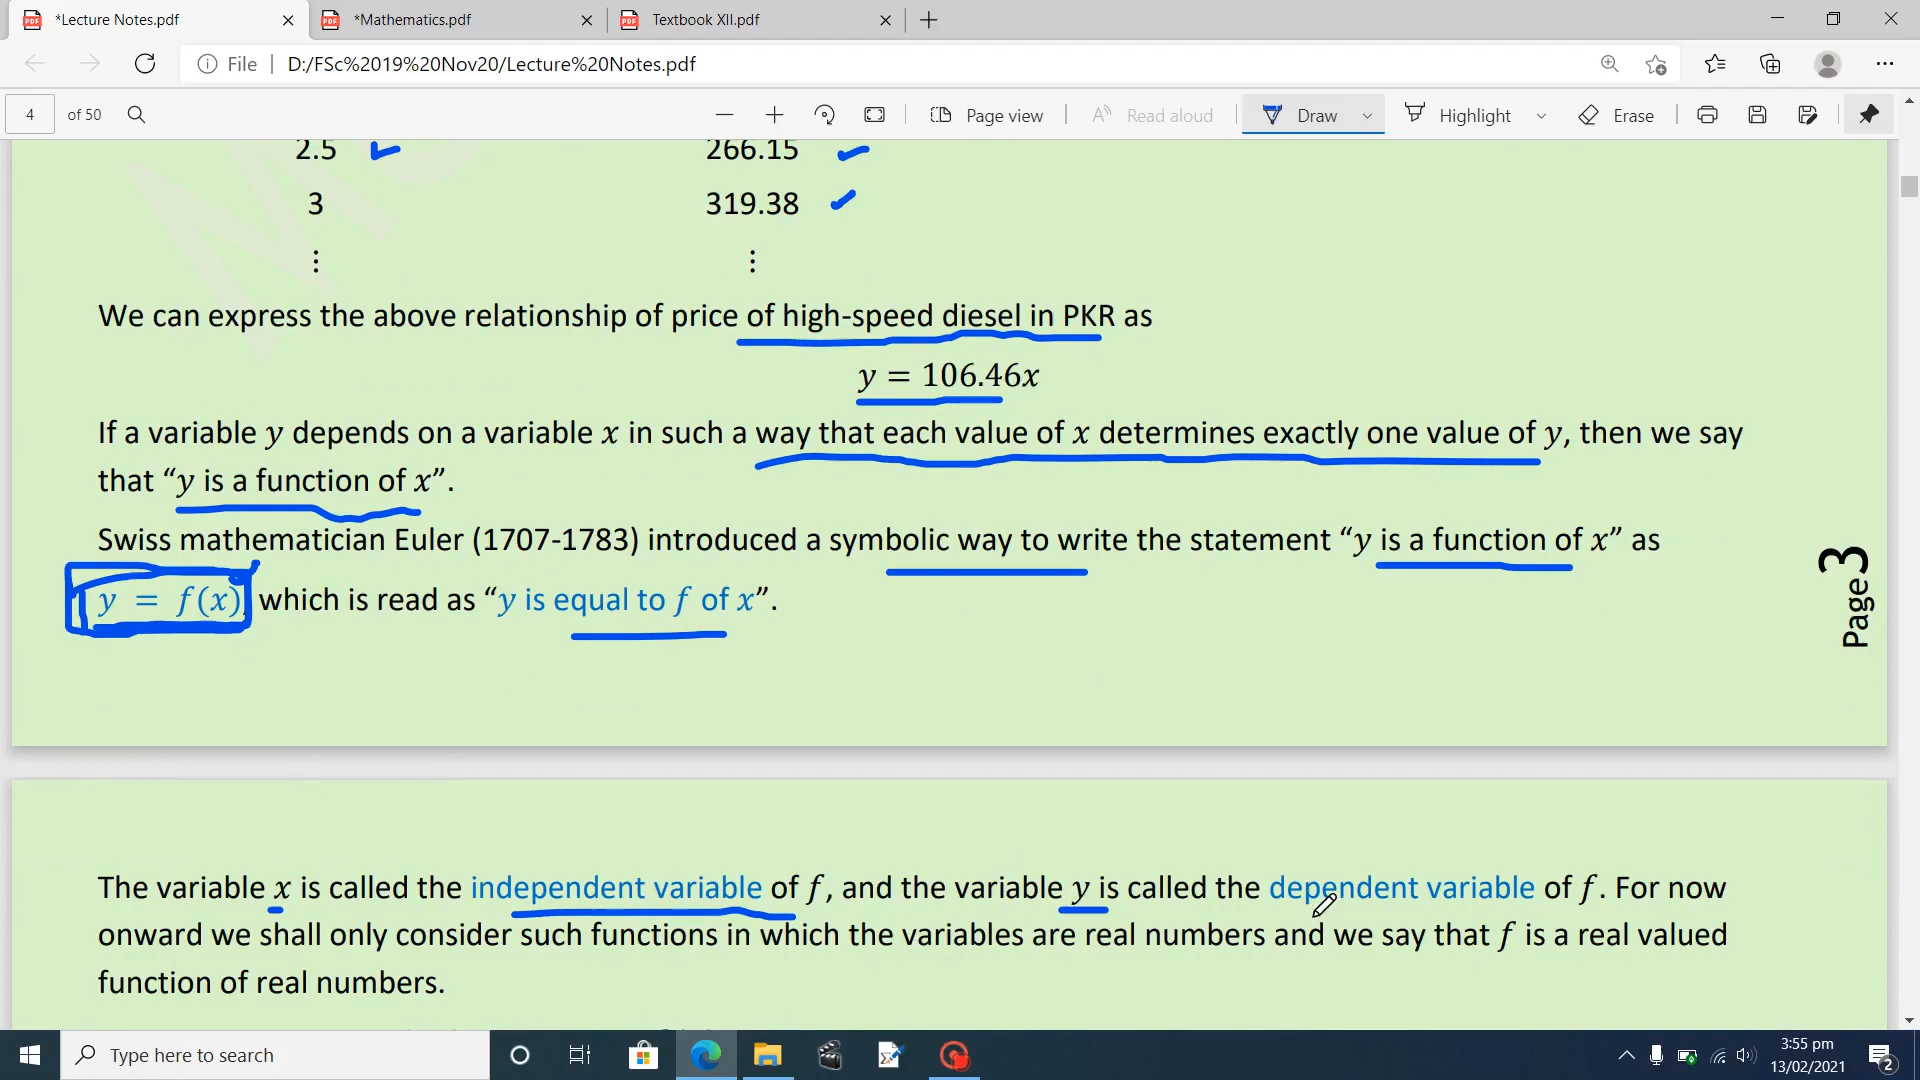 *Lecture Notes.pdf
*Mathematics.pdf
Textbook XII.pdf
File
D:/FSc%2019%20Nov20/Lecture%20Notes.pdf
4 of 50
Page view
Read aloud
Draw
Highlight
Erase
2.5 266.15
3 319.38
⋮ ⋮
We can express the above relationship of price of high-speed diesel in PKR as
y = 106.46x
If a variable y depends on a variable x in such a way that each value of x determines exactly one value of y, then we say
that “y is a function of x”.
Swiss mathematician Euler (1707-1783) introduced a symbolic way to write the statement “y is a function of x” as
y = f(x) which is read as “y is equal to f of x”.
Page 3
The variable x is called the independent variable of f, and the variable y is called the dependent variable of f. For now
onward we shall only consider such functions in which the variables are real numbers and we say that f is a real valued
function of real numbers.
Type here to search
3:55 pm
13/02/2021
2